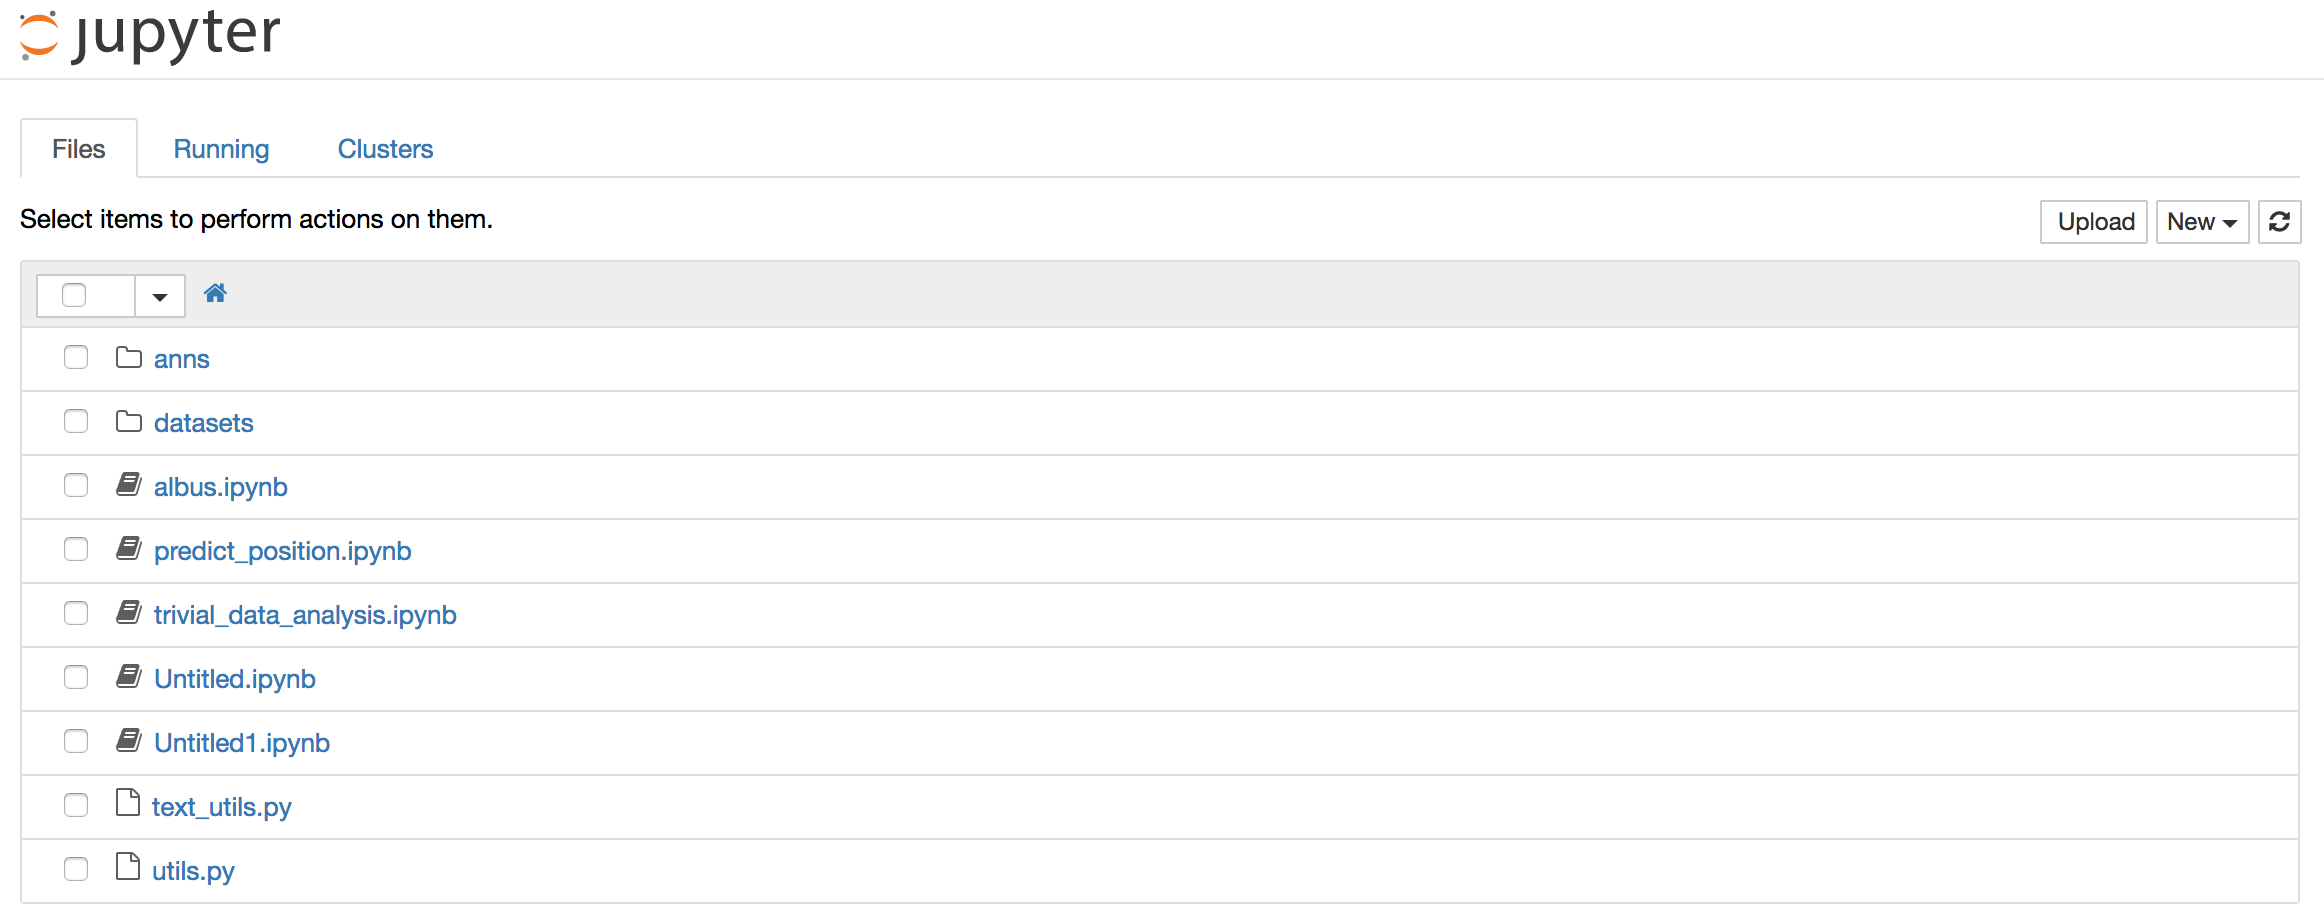 jupyter
Files Running Clusters
Select items to perform actions on them. Upload New
anns
datasets
albus.ipynb
predict_position.ipynb
trivial_data_analysis.ipynb
Untitled.ipynb
Untitled1.ipynb
text_utils.py
utils.py